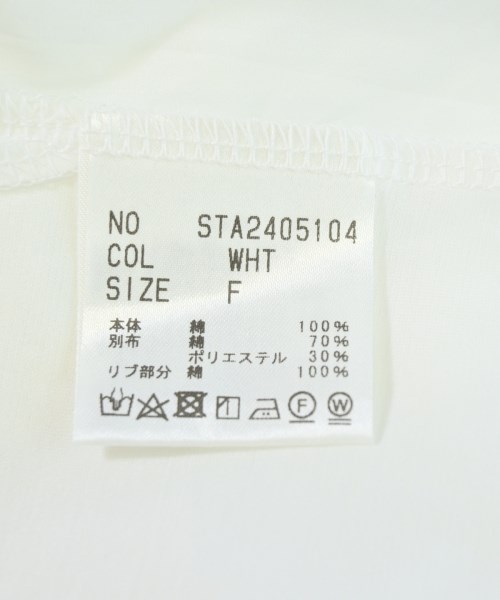 NO STA2405104
COL WHT
SIZE F
本体 綿 100%
別布 綿 70%
ポリエステル 30%
リブ部分 綿 100%
F W